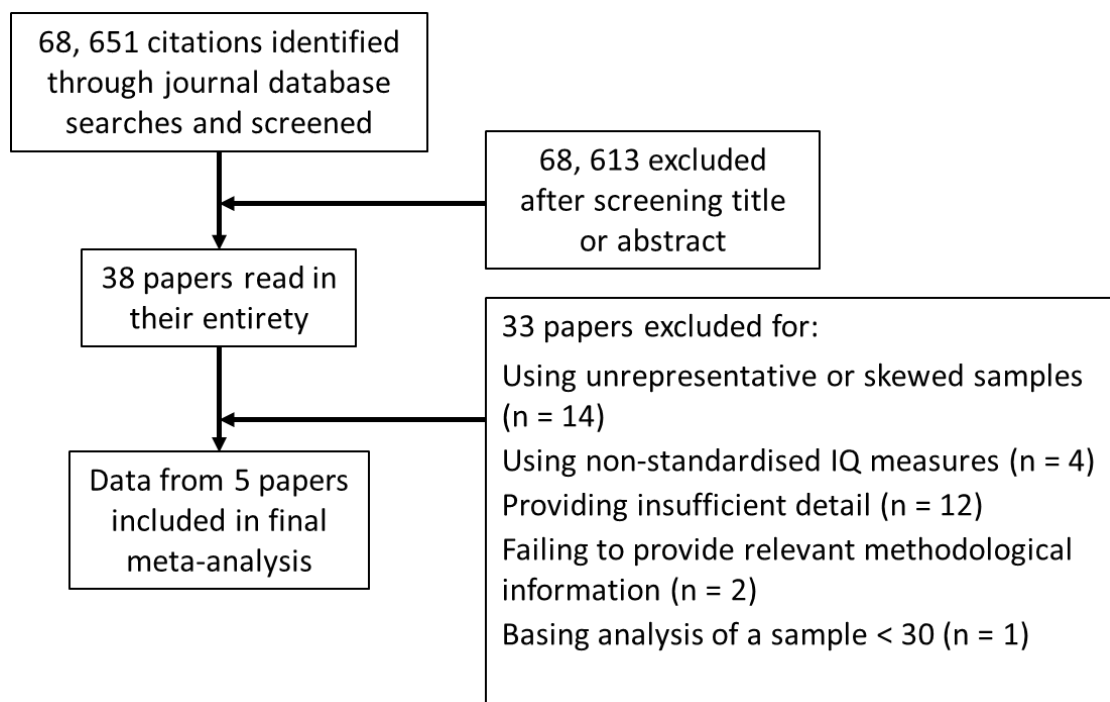 68, 651 citations identified
through journal database
searches and screened
68, 613 excluded
after screening title
or abstract
38 papers read in
their entirety
33 papers excluded for:
Using unrepresentative or skewed samples
(n = 14)
Using non-standardised IQ measures (n = 4)
Providing insufficient detail (n = 12)
Failing to provide relevant methodological
information (n = 2)
Basing analysis of a sample < 30 (n = 1)
Data from 5 papers
included in final
meta-analysis